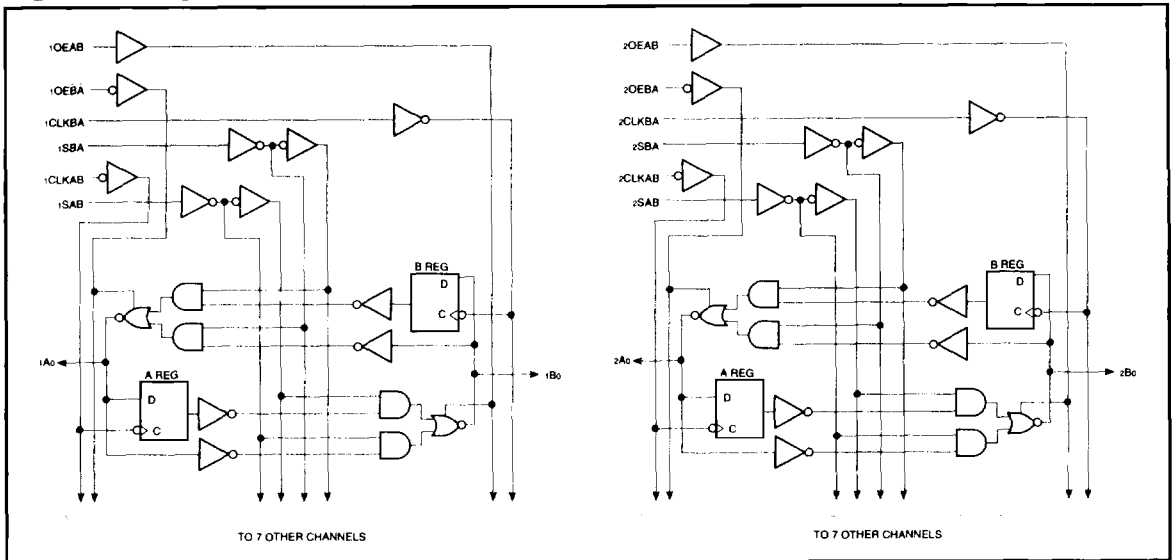 1OEAB
1OEBA
1CLKBA
1SBA
1CLKAB
1SAB
B REG
D
C
1A0
1B0
A REG
D
C
TO 7 OTHER CHANNELS
2OEAB
2OEBA
2CLKBA
2SBA
2CLKAB
2SAB
B REG
D
C
2A0
2B0
A REG
D
C
TO 7 OTHER CHANNELS